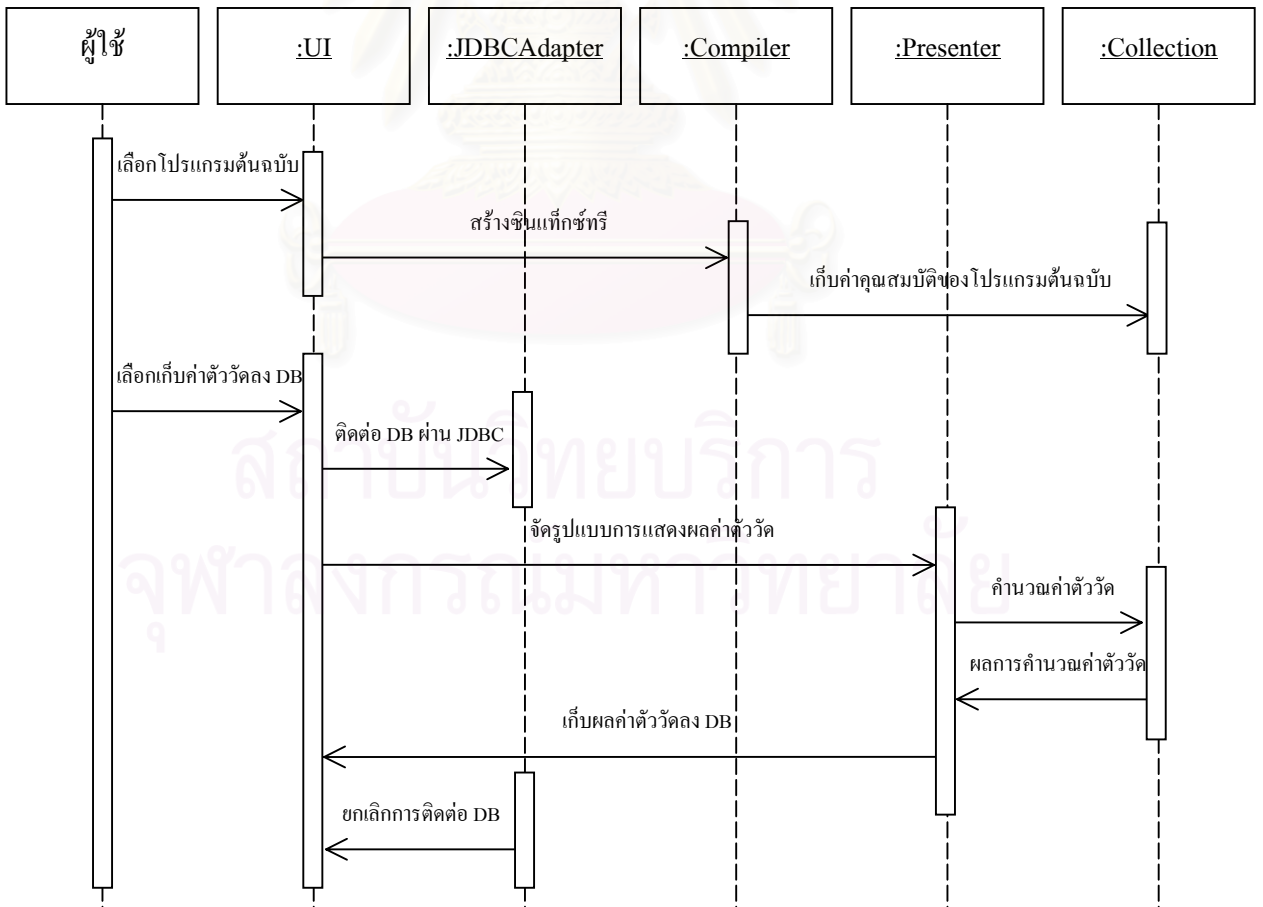 ผู้ใช้
:UI
:JDBCAdapter
:Compiler
:Presenter
:Collection
เลือกโปรแกรมต้นฉบับ
สร้างซินแท็กซ์ทรี
เก็บค่าคุณสมบัติของโปรแกรมต้นฉบับ
เลือกเก็บค่าตัววัดลง DB
ติดต่อ DB ผ่าน JDBC
จัดรูปแบบการแสดงผลค่าตัววัด
คำนวณค่าตัววัด
ผลการคำนวณค่าตัววัด
เก็บผลค่าตัววัดลง DB
ยกเลิกการติดต่อ DB
สถาบันวิทยบริการ
จุฬาลงกรณ์มหาวิทยาลัย